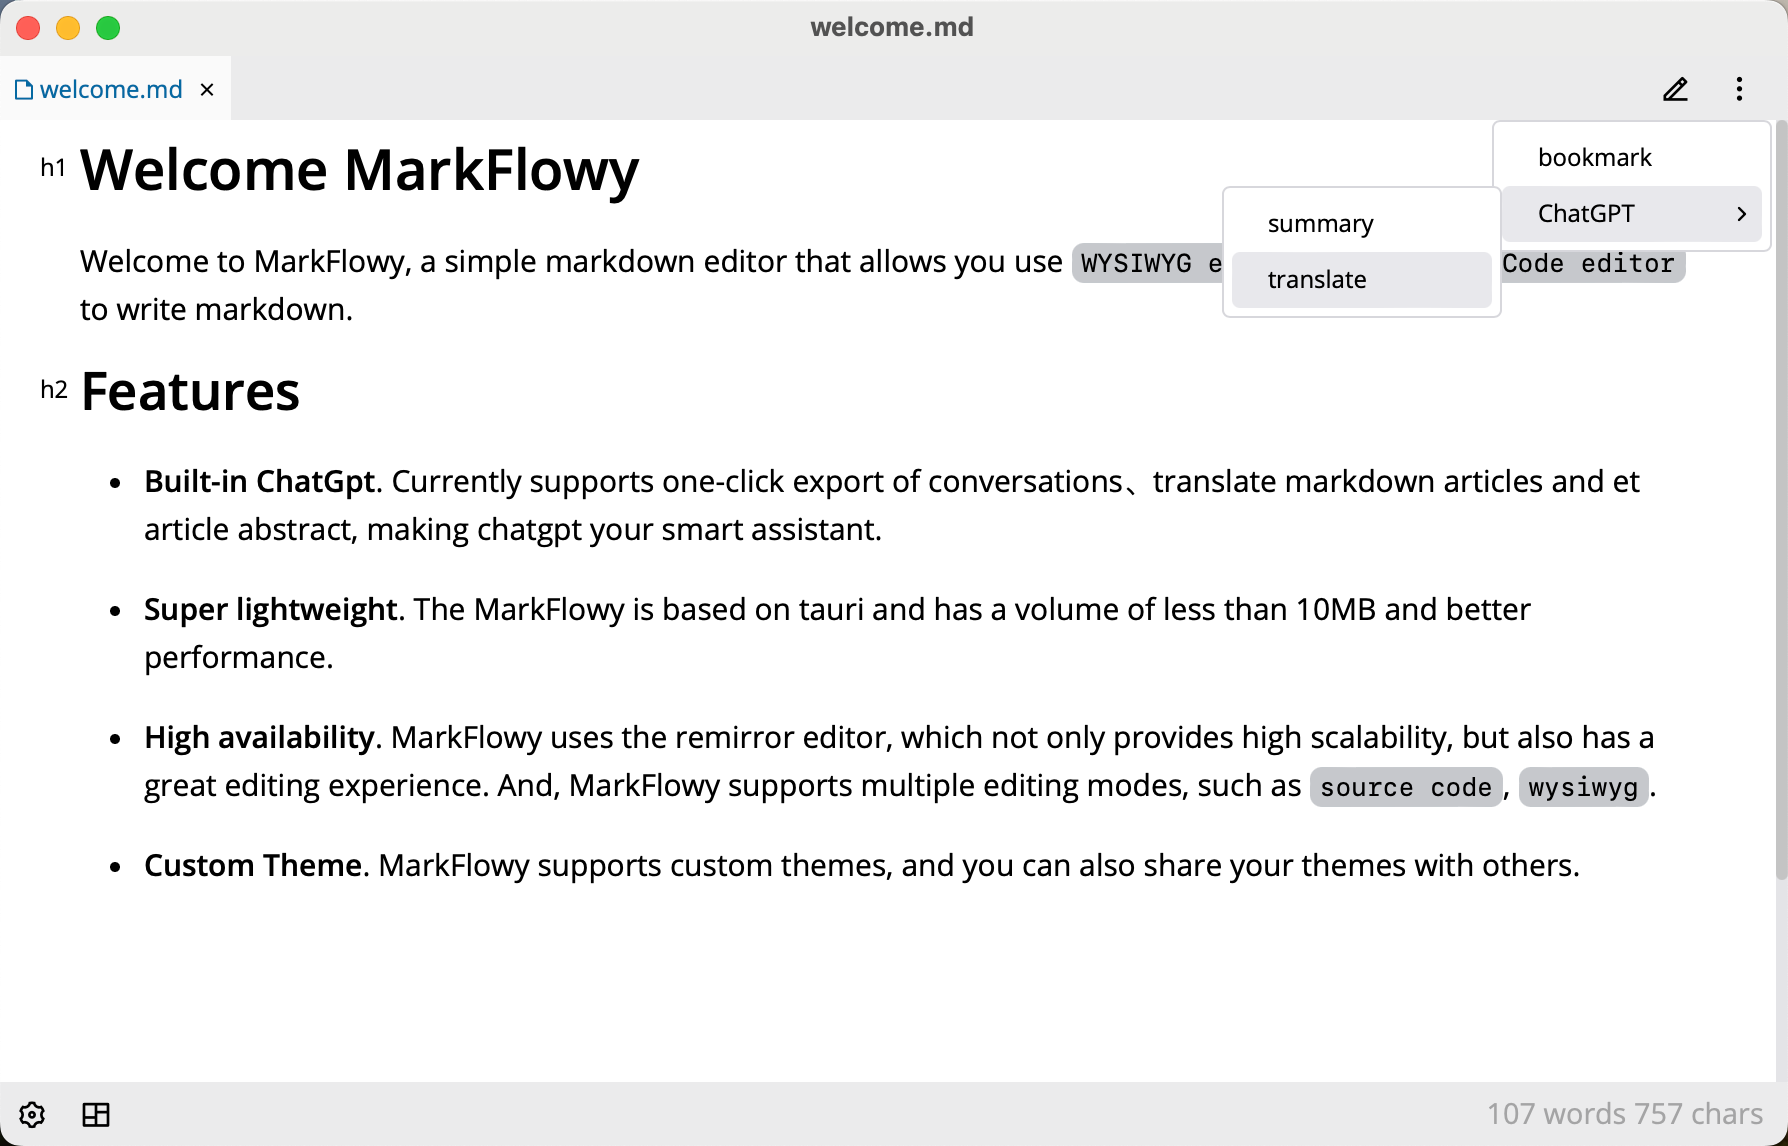 welcome.md
welcome.md
bookmark
ChatGPT
summary
translate
h1 Welcome MarkFlowy
Welcome to MarkFlowy, a simple markdown editor that allows you use WYSIWYG e Code editor
to write markdown.
h2 Features
• Built-in ChatGpt. Currently supports one-click export of conversations、translate markdown articles and et
article abstract, making chatgpt your smart assistant.
• Super lightweight. The MarkFlowy is based on tauri and has a volume of less than 10MB and better
performance.
• High availability. MarkFlowy uses the remirror editor, which not only provides high scalability, but also has a
great editing experience. And, MarkFlowy supports multiple editing modes, such as source code, wysiwyg.
• Custom Theme. MarkFlowy supports custom themes, and you can also share your themes with others.
107 words 757 chars